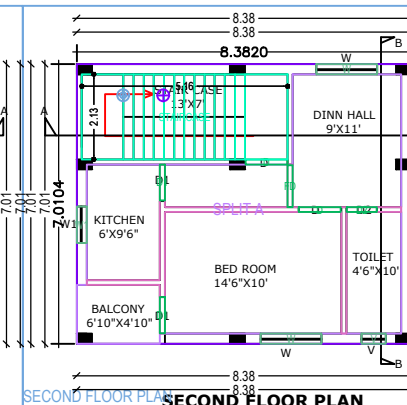 8.38
8.38
8.3820
B
W
W
5.16
STAIR CASE
13'X7'
STAIRCASE
2.13
DINN HALL
9'X11'
A
A
D
7.01
7.01
7.01
7.01
7.0104
D1
FD
SPLIT A
D1
D2
KITCHEN
6'X9'6"
W1
BED ROOM
14'6"X10'
TOILET
4'6"X10'
BALCONY
6'10"X4'10"
D1
W
W
V
V
B
8.38
8.38
SECOND FLOOR PLAN
SECOND FLOOR PLAN